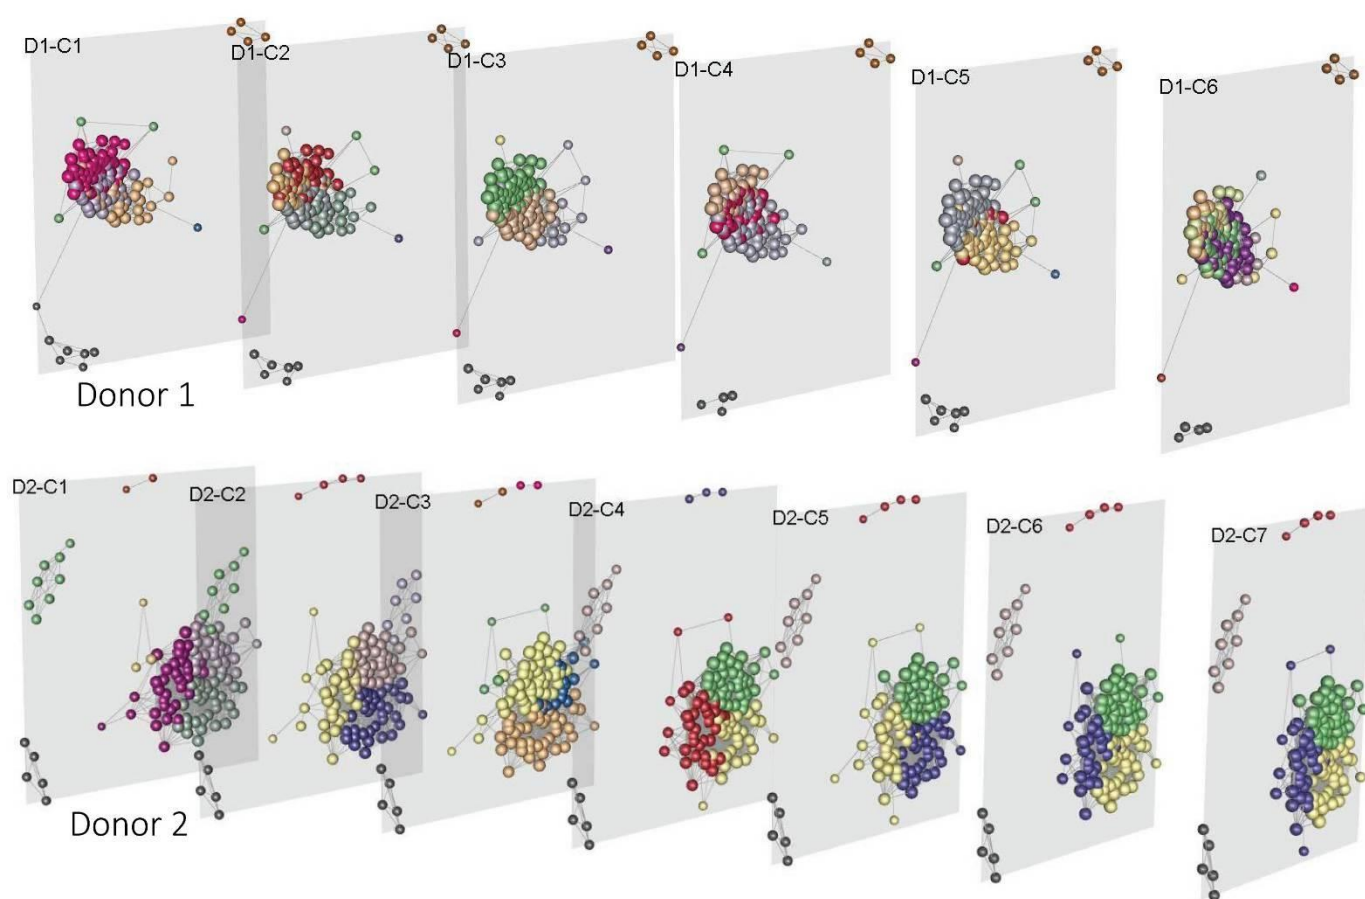 D1-C1
D1-C2
D1-C3
D1-C4
D1-C5
D1-C6
Donor 1
D2-C1
D2-C2
D2-C3
D2-C4
D2-C5
D2-C6
D2-C7
Donor 2